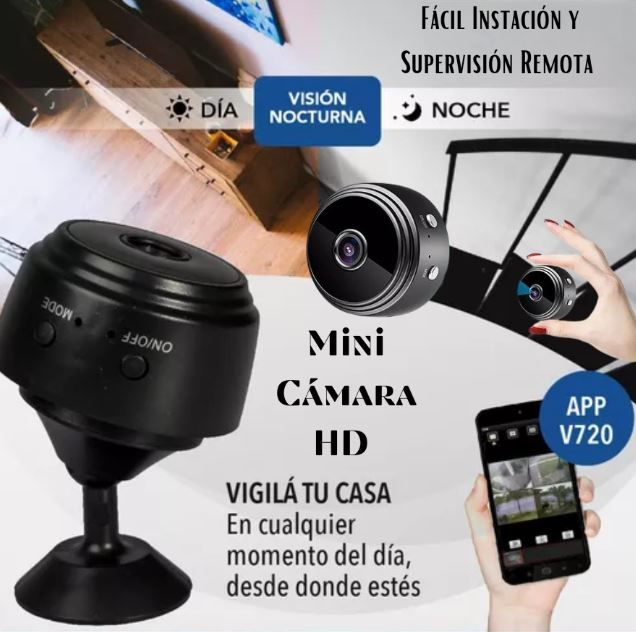 Fácil Instación y
Supervisión Remota
DÍA
VISIÓN
NOCTURNA
NOCHE
MODE
ON/OFF
Mini
Cámara
HD
APP
V720
VIGILÁ TU CASA
En cualquier
momento del día,
desde donde estés